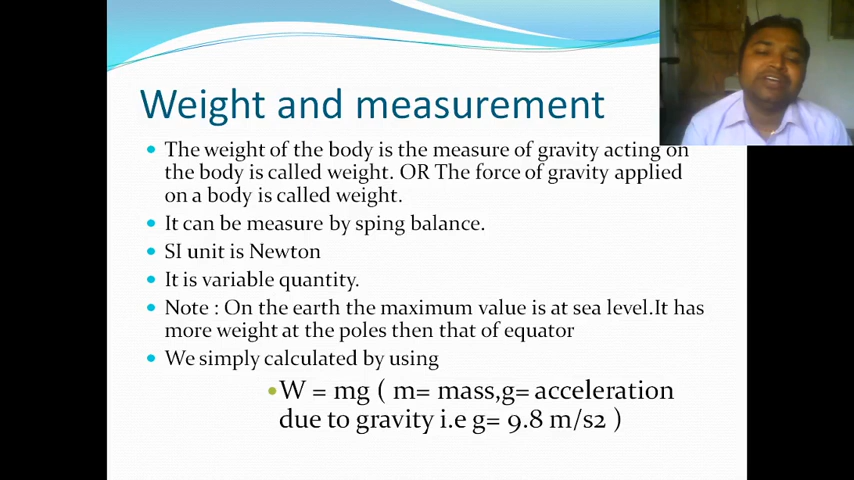 Weight and measurement
The weight of the body is the measure of gravity acting on
the body is called weight. OR The force of gravity applied
on a body is called weight.
It can be measure by sping balance.
SI unit is Newton
It is variable quantity.
Note : On the earth the maximum value is at sea level.It has
more weight at the poles then that of equator
We simply calculated by using
W = mg ( m= mass,g= acceleration
due to gravity i.e g= 9.8 m/s2 )